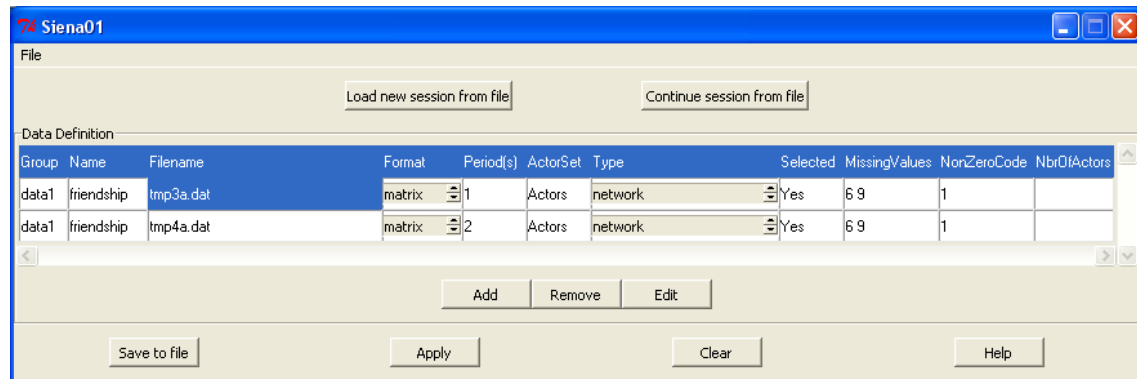 Siena01
File
Load new session from file Continue session from file
Data Definition
Group Name Filename Format Period(s) ActorSet Type Selected MissingValues NonZeroCode NbrOfActors
data1 friendship tmp3a.dat matrix 1 Actors network Yes 6 9 1
data1 friendship tmp4a.dat matrix 2 Actors network Yes 6 9 1
Add Remove Edit
Save to file Apply Clear Help